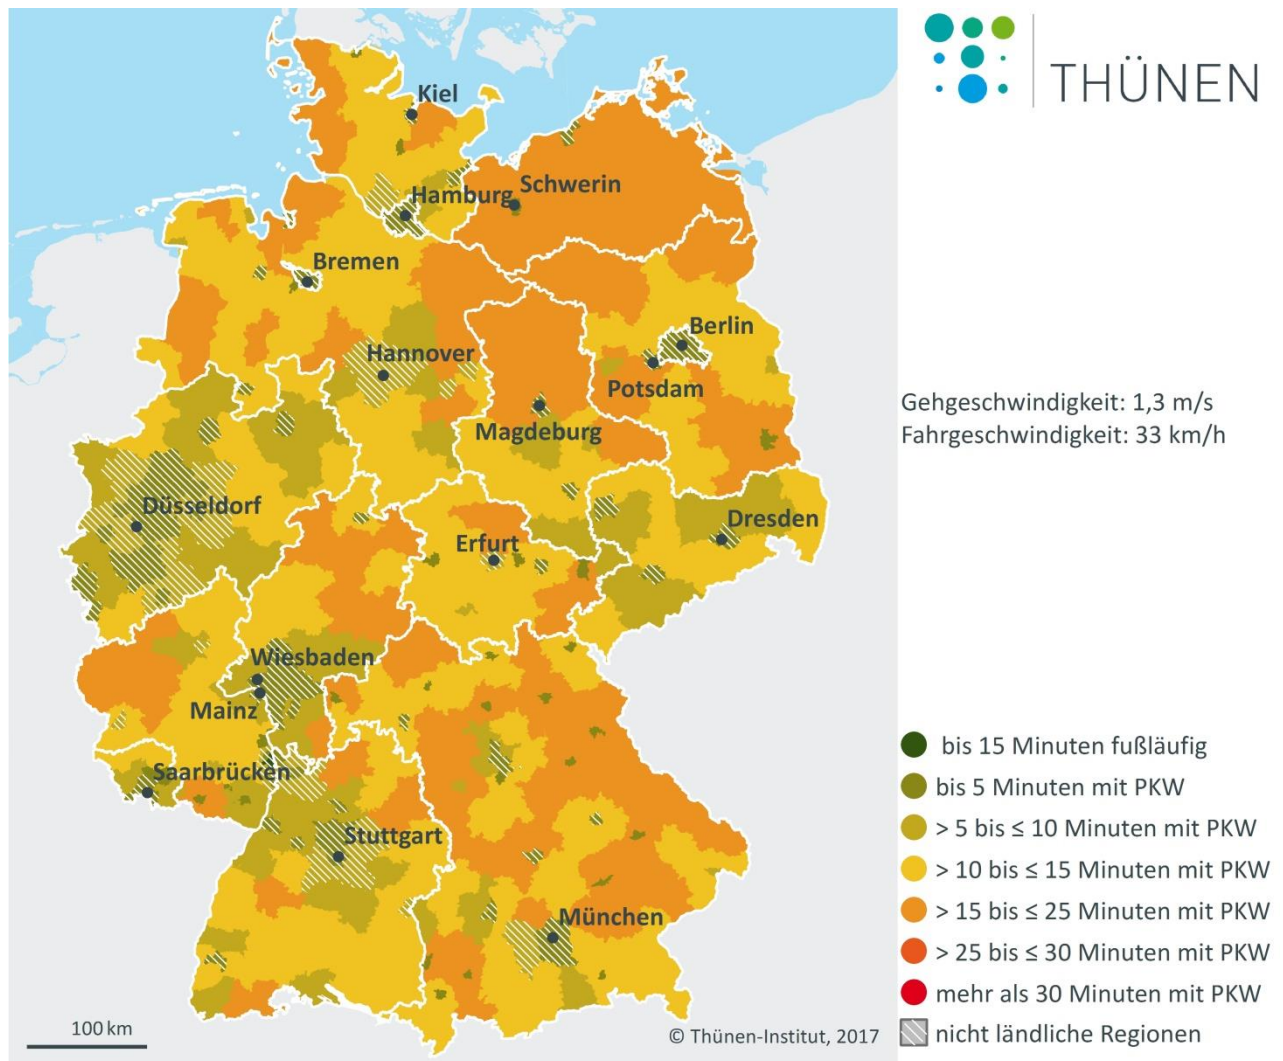 THÜNEN
Kiel
Schwerin
Hamburg
Bremen
Berlin
Hannover
Potsdam
Magdeburg
Gehgeschwindigkeit: 1,3 m/s
Fahrgeschwindigkeit: 33 km/h
Düsseldorf
Dresden
Erfurt
Wiesbaden
Mainz
Saarbrücken
Stuttgart
München
bis 15 Minuten fußläufig
bis 5 Minuten mit PKW
> 5 bis ≤ 10 Minuten mit PKW
> 10 bis ≤ 15 Minuten mit PKW
> 15 bis ≤ 25 Minuten mit PKW
> 25 bis ≤ 30 Minuten mit PKW
mehr als 30 Minuten mit PKW
nicht ländliche Regionen
100 km
© Thünen-Institut, 2017